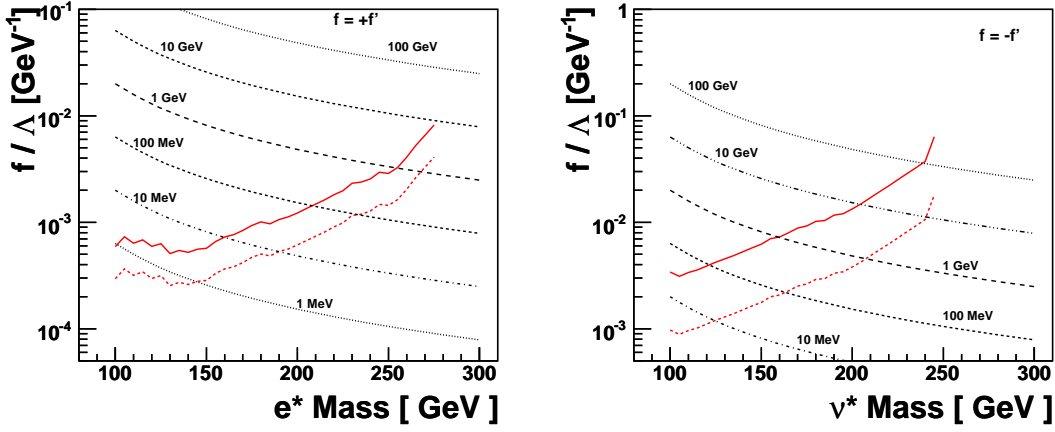 f / Λ [GeV⁻¹]
10⁻¹
10⁻²
10⁻³
10⁻⁴
f = +f'
100 GeV
10 GeV
1 GeV
100 MeV
10 MeV
1 MeV
100 150 200 250 300
e* Mass [ GeV]
f / Λ [GeV⁻¹]
1
10⁻¹
10⁻²
10⁻³
f = -f'
100 GeV
10 GeV
1 GeV
100 MeV
10 MeV
100 150 200 250 300
ν* Mass [ GeV]